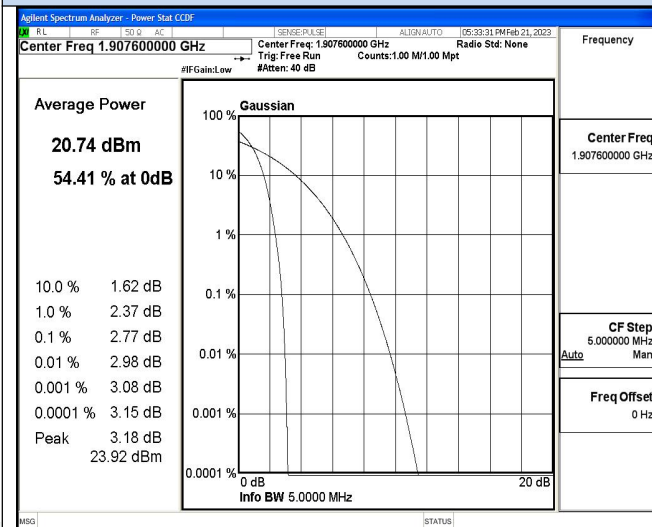 Agilent Spectrum Analyzer - Power Stat CCDF
LXI RL RF 50 Ω AC SENSE:PULSE ALIGNAUTO 05:33:31 PM Feb 21, 2023
Center Freq 1.907600000 GHz
Center Freq: 1.907600000 GHz Radio Std: None
Trig: Free Run Counts:1.00 M/1.00 Mpt
#IFGain:Low #Atten: 40 dB
Frequency
Average Power
20.74 dBm
54.41 % at 0dB
10.0 % 1.62 dB
1.0 % 2.37 dB
0.1 % 2.77 dB
0.01 % 2.98 dB
0.001 % 3.08 dB
0.0001 % 3.15 dB
Peak 3.18 dB
23.92 dBm
Gaussian
100 %
10 %
1 %
0.1 %
0.01 %
0.001 %
0.0001 %
0 dB 20 dB
Info BW 5.0000 MHz
Center Freq
1.907600000 GHz
CF Step
5.000000 MHz
Auto Man
Freq Offset
0 Hz
MSG STATUS